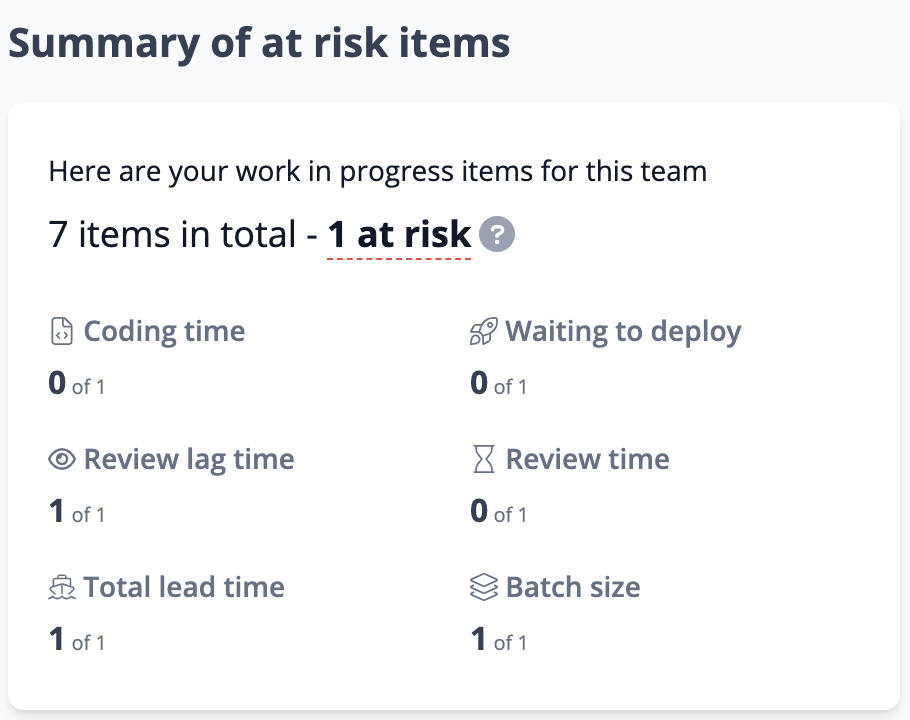 Summary of at risk items
Here are your work in progress items for this team
7 items in total - 1 at risk ?
Coding time
0 of 1
Waiting to deploy
0 of 1
Review lag time
1 of 1
Review time
0 of 1
Total lead time
1 of 1
Batch size
1 of 1